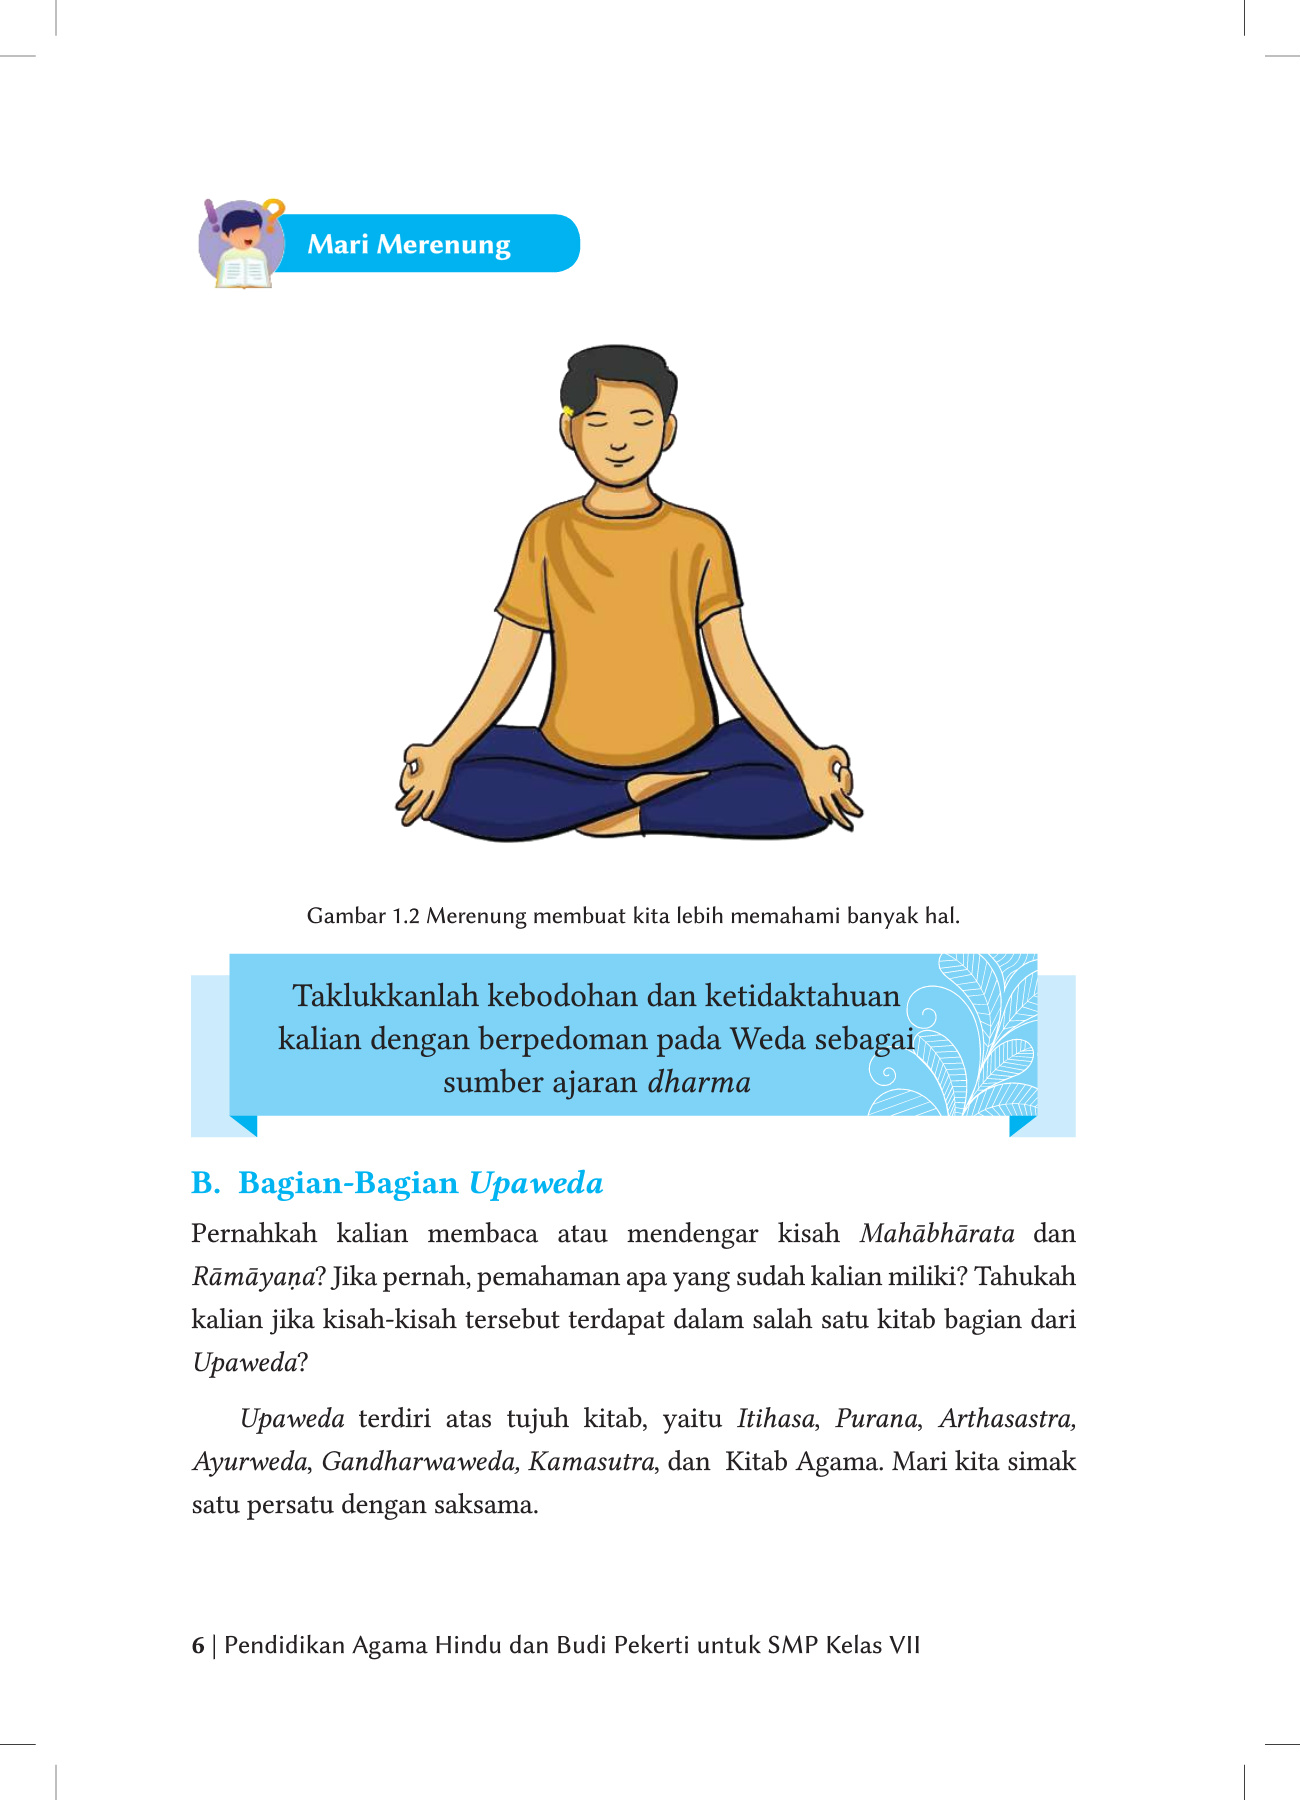 Mari Merenung
Gambar 1.2 Merenung membuat kita lebih memahami banyak hal.
Taklukkanlah kebodohan dan ketidaktahuan
kalian dengan berpedoman pada Weda sebagai
sumber ajaran dharma
B. Bagian-Bagian Upaweda
Pernahkah kalian membaca atau mendengar kisah Mahābhārata dan
Rāmāyaṇa? Jika pernah, pemahaman apa yang sudah kalian miliki? Tahukah
kalian jika kisah-kisah tersebut terdapat dalam salah satu kitab bagian dari
Upaweda?
Upaweda terdiri atas tujuh kitab, yaitu Itihasa, Purana, Arthasastra,
Ayurweda, Gandharwaweda, Kamasutra, dan Kitab Agama. Mari kita simak
satu persatu dengan saksama.
6 | Pendidikan Agama Hindu dan Budi Pekerti untuk SMP Kelas VII